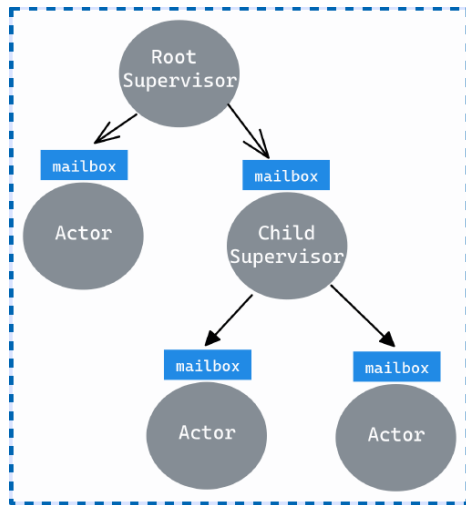 Root
Supervisor
mailbox
mailbox
Actor
Child
Supervisor
mailbox
mailbox
Actor
Actor